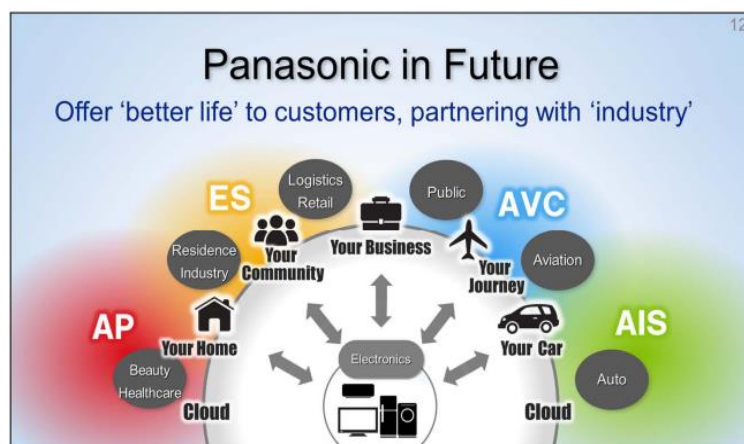 12
Panasonic in Future
Offer ‘better life’ to customers, partnering with ‘industry’
Logistics
Retail
Public
ES
AVC
Your Business
Residence
Industry
Your
Community
Your
Journey
Aviation
AP
Your Home
Your Car
AIS
Electronics
Beauty
Healthcare
Auto
Cloud
Cloud